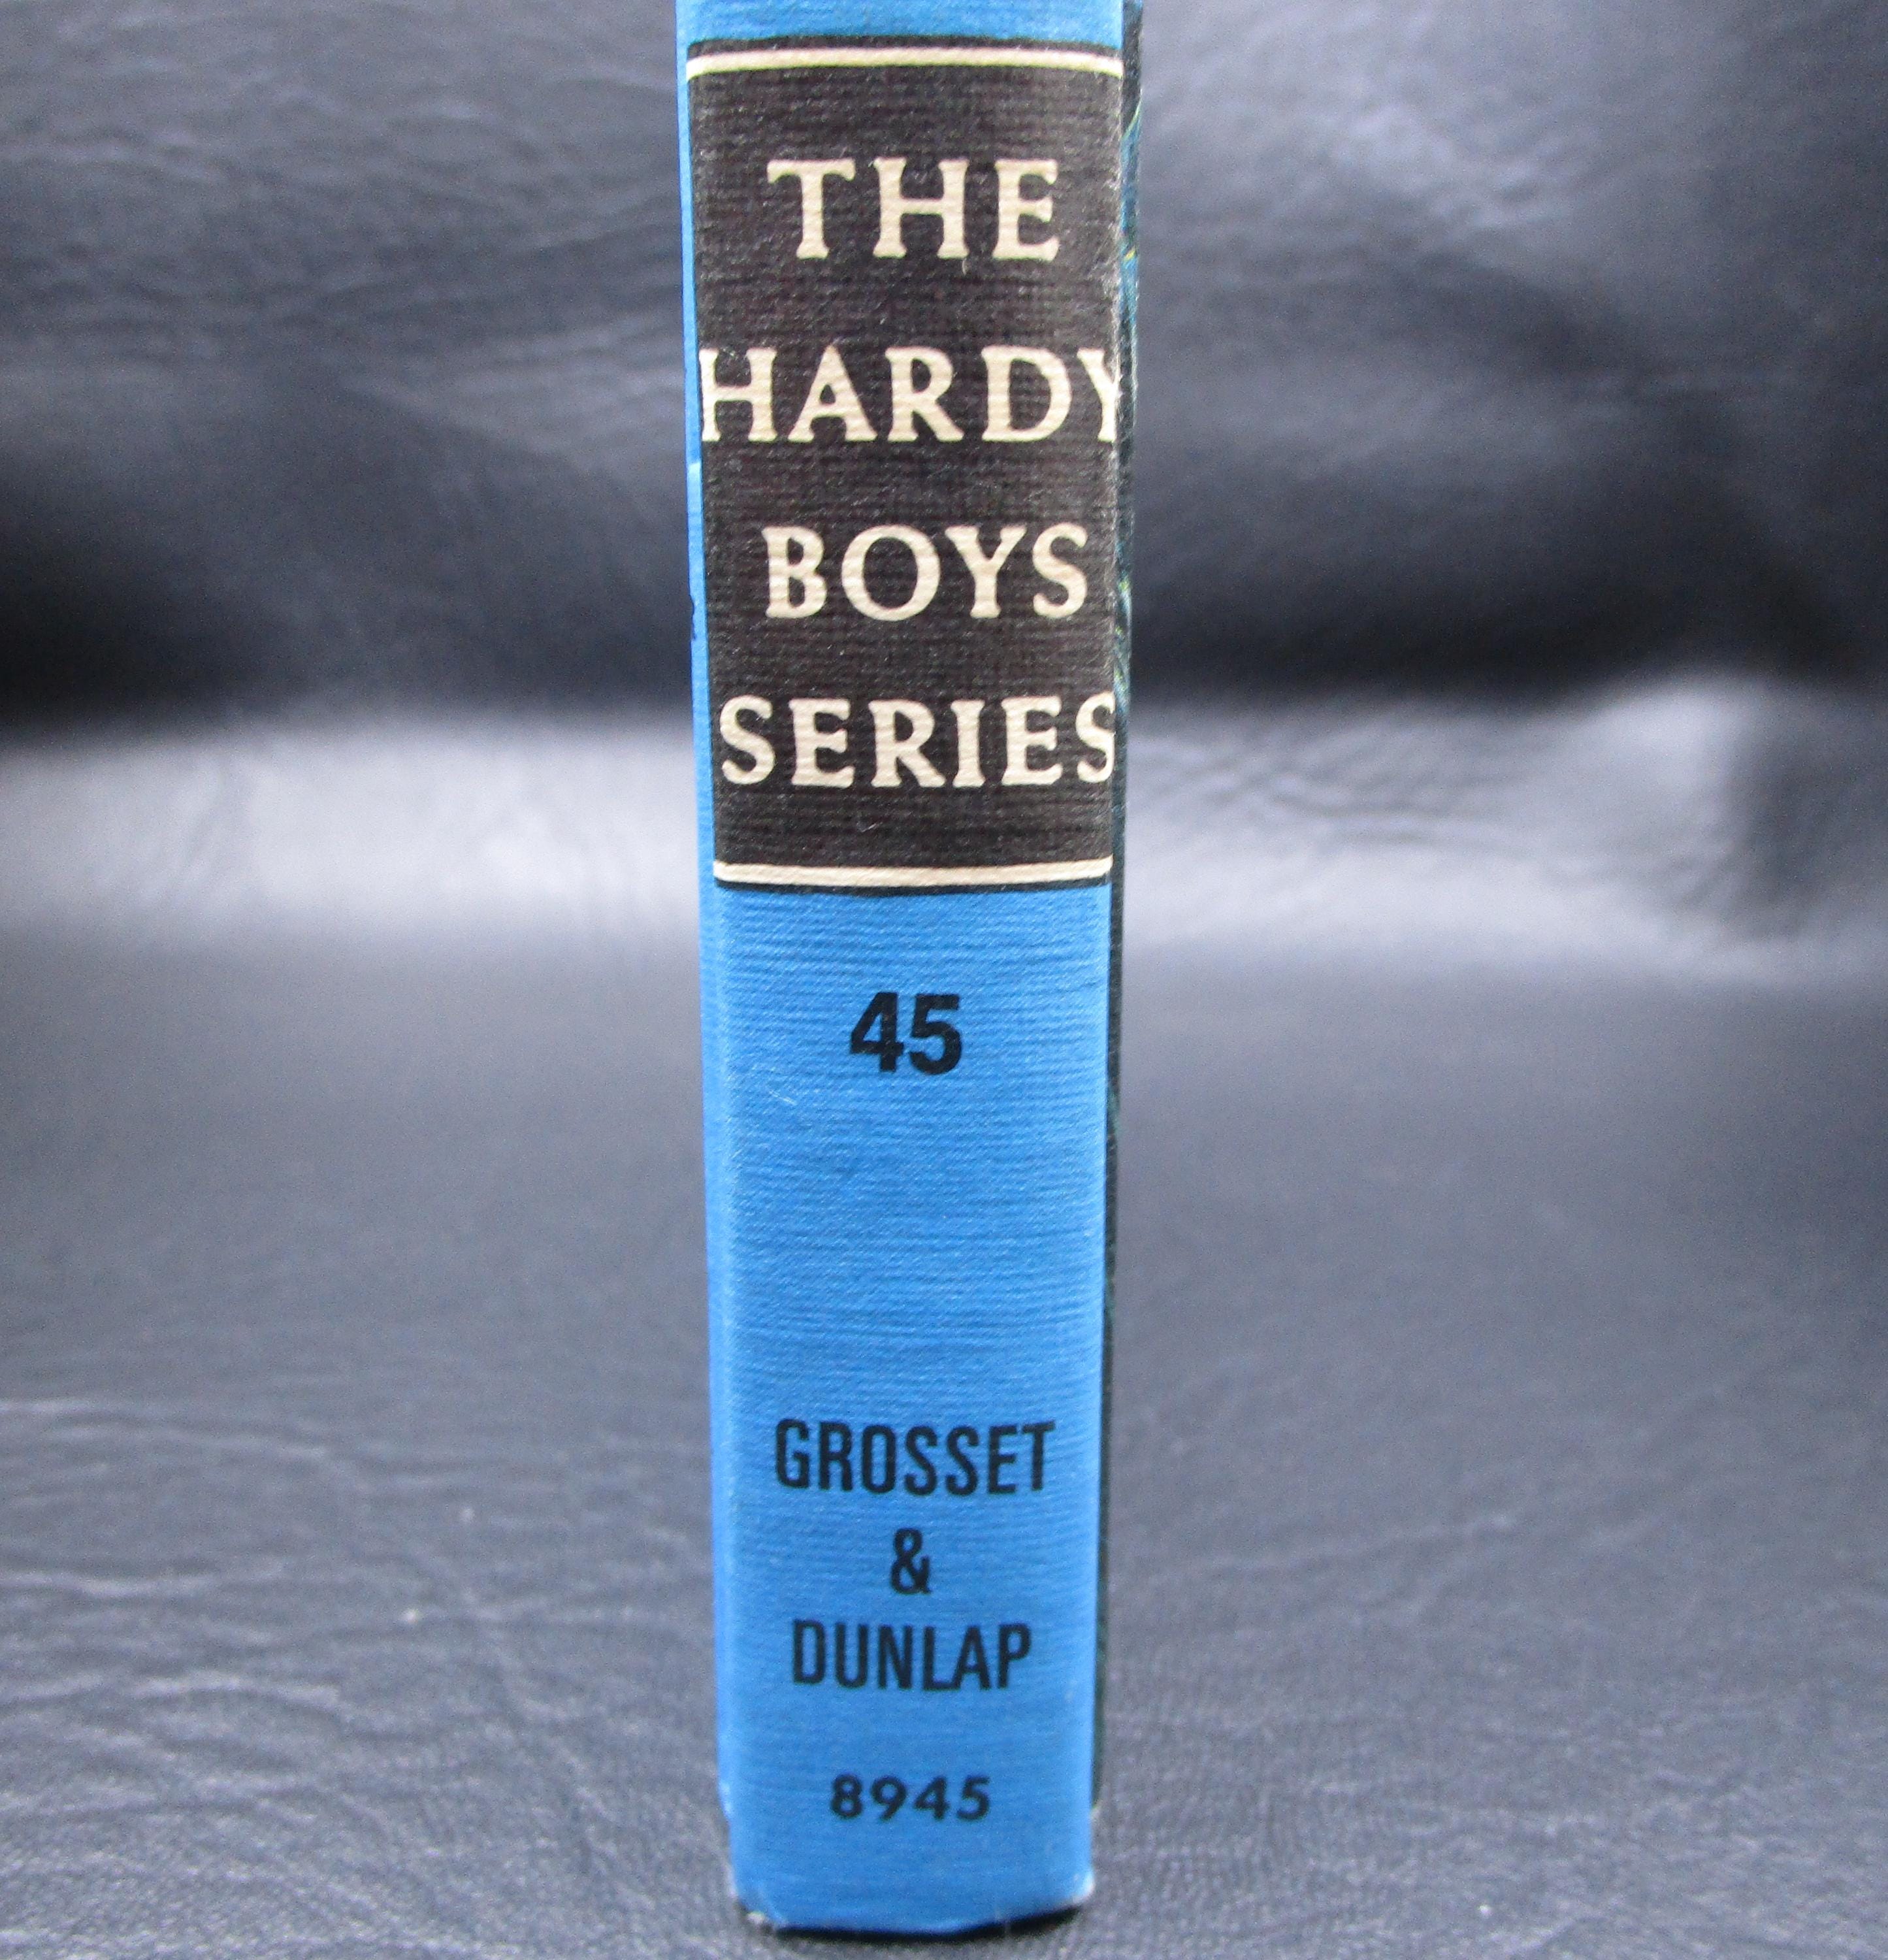 THE
HARDY
BOYS
SERIES
45
GROSSET
&
DUNLAP
8945